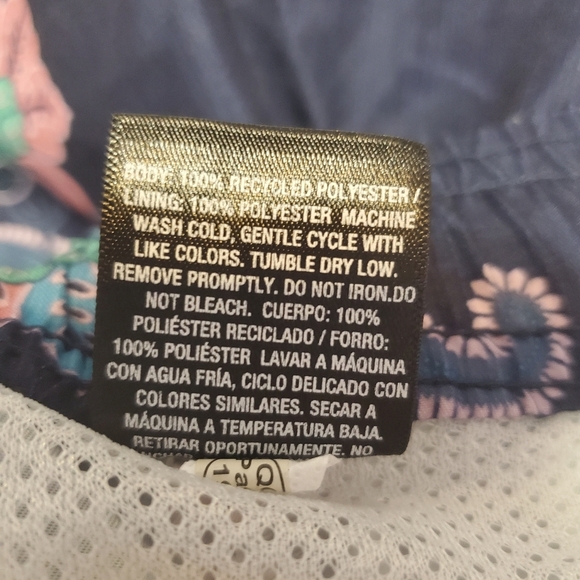 BODY: 100% RECYCLED POLYESTER /
LINING: 100% POLYESTER MACHINE
WASH COLD, GENTLE CYCLE WITH
LIKE COLORS. TUMBLE DRY LOW.
REMOVE PROMPTLY. DO NOT IRON.DO
NOT BLEACH. CUERPO: 100%
POLIÉSTER RECICLADO / FORRO:
100% POLIÉSTER LAVAR A MÁQUINA
CON AGUA FRÍA, CICLO DELICADO CON
COLORES SIMILARES. SECAR A
MÁQUINA A TEMPERATURA BAJA.
RETIRAR OPORTUNAMENTE. NO